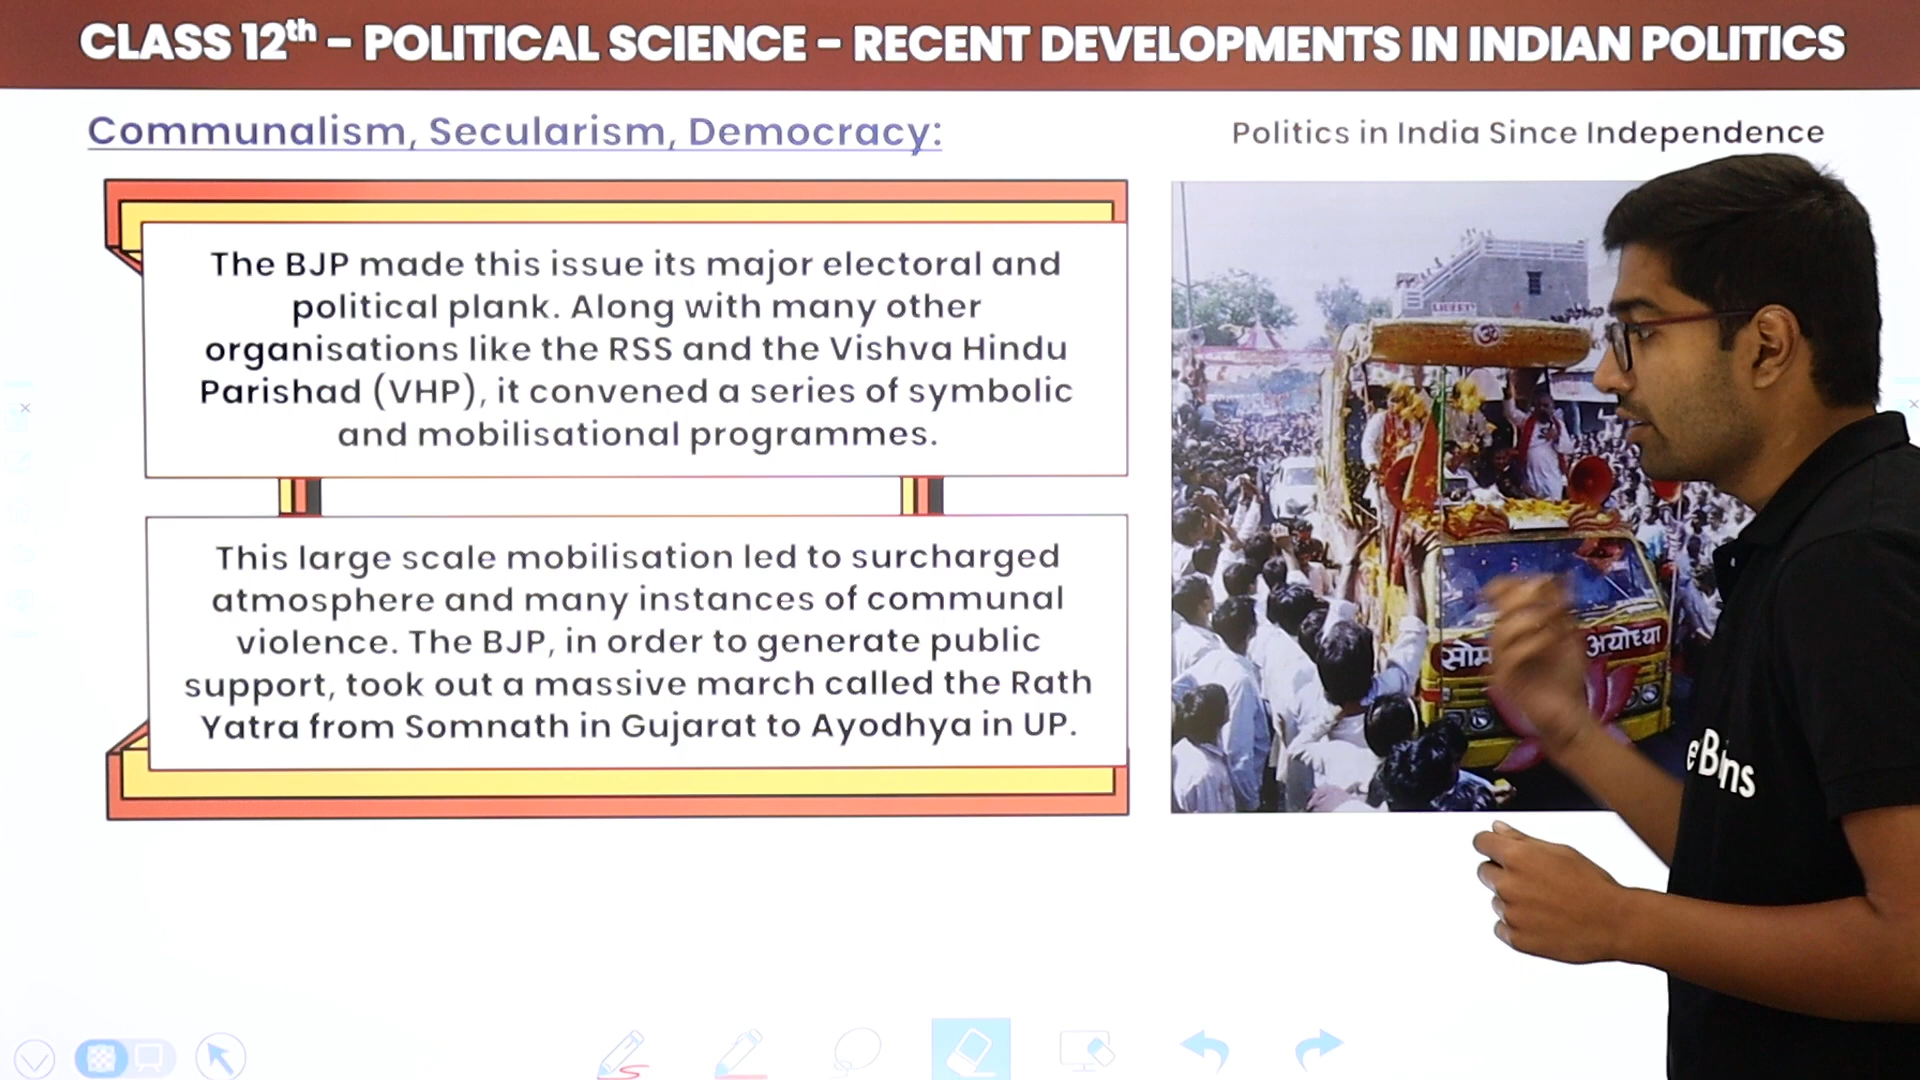 CLASS 12th - POLITICAL SCIENCE - RECENT DEVELOPMENTS IN INDIAN POLITICS
Communalism, Secularism, Democracy:
Politics in India Since Independence
The BJP made this issue its major electoral and
political plank. Along with many other
organisations like the RSS and the Vishva Hindu
Parishad (VHP), it convened a series of symbolic
and mobilisational programmes.
This large scale mobilisation led to surcharged
atmosphere and many instances of communal
violence. The BJP, in order to generate public
support, took out a massive march called the Rath
Yatra from Somnath in Gujarat to Ayodhya in UP.
ॐ
अयोध्या